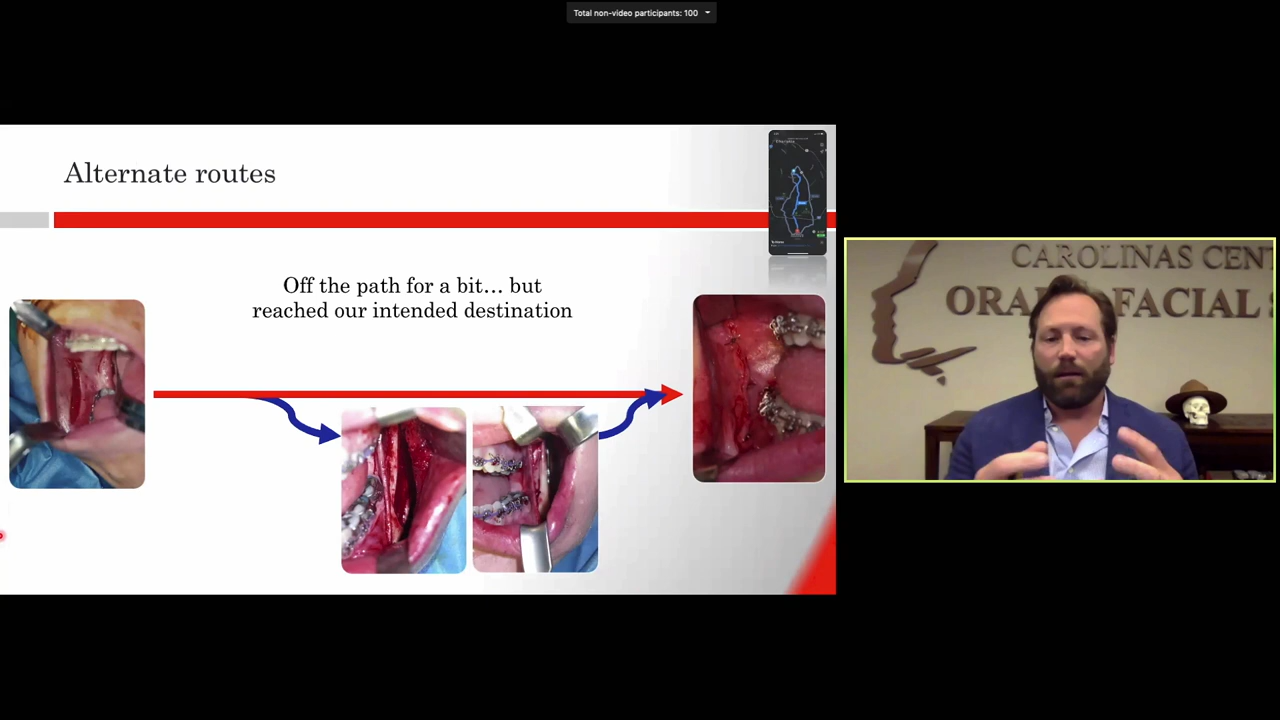 Total non-video participants: 100
Alternate routes
Off the path for a bit… but
reached our intended destination
CAROLINAS CENT
ORAL FACIAL S